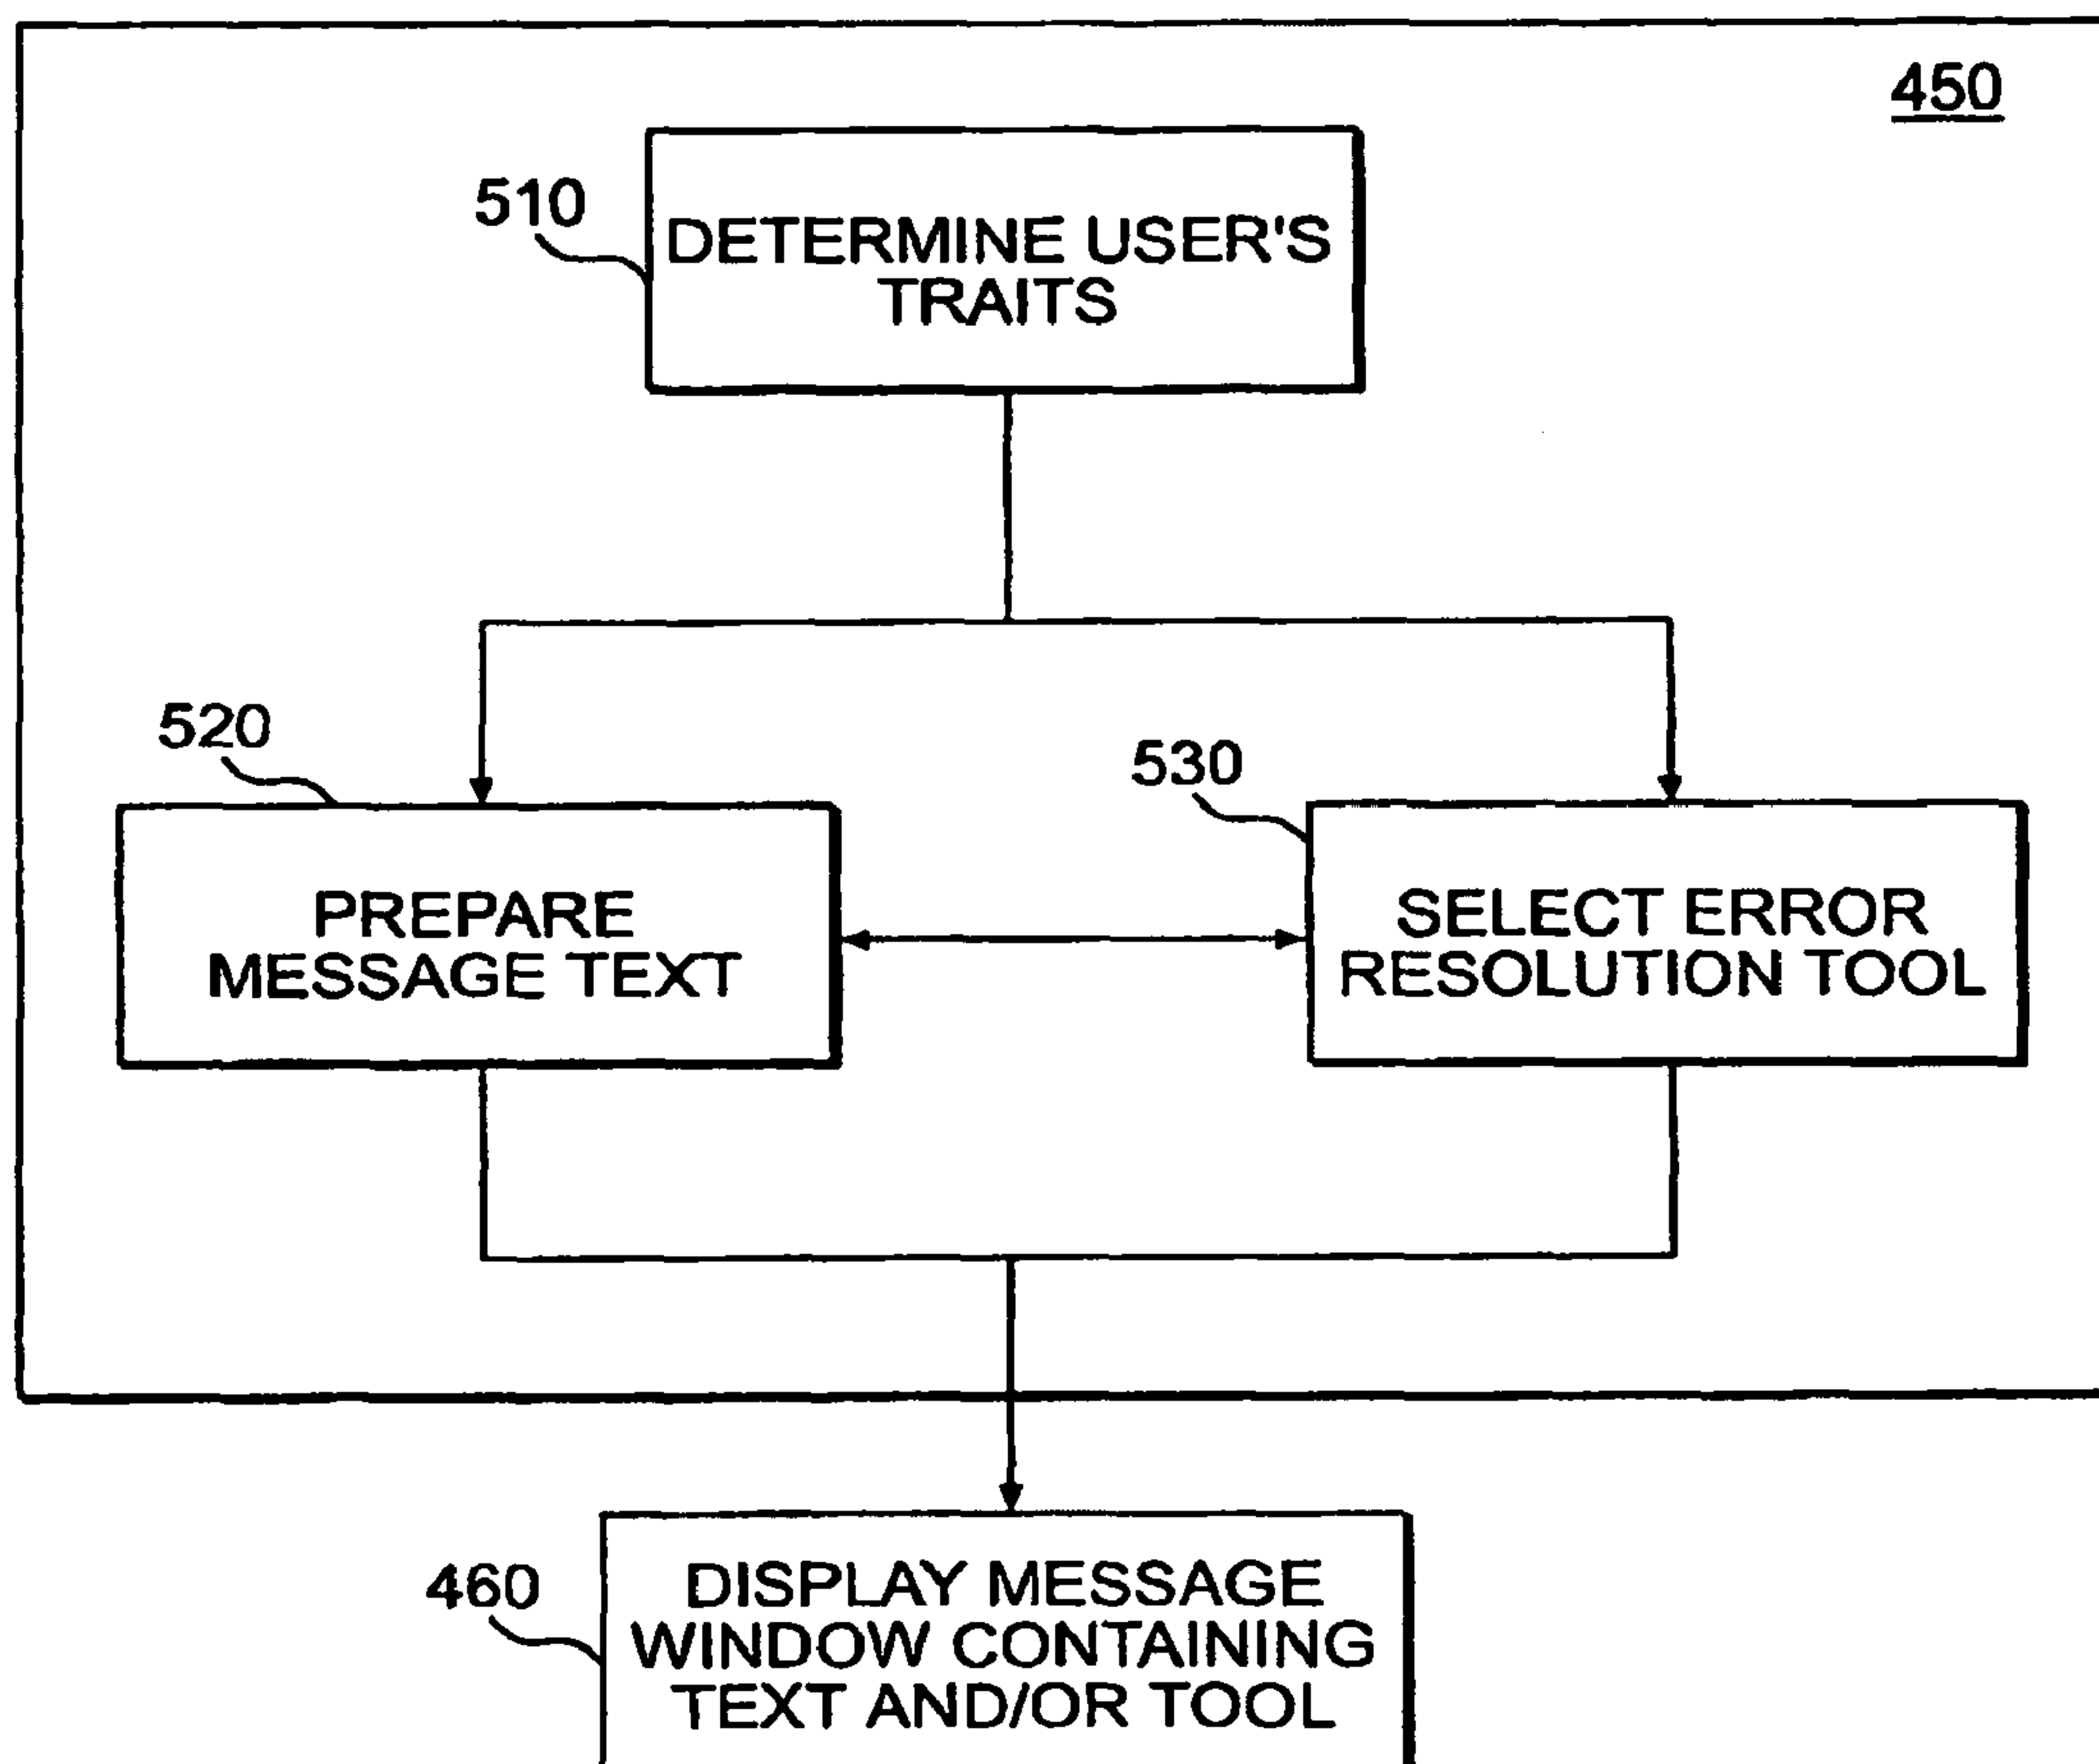 450
510
DETERMINE USER'S
TRAITS
520
530
PREPARE
MESSAGE TEXT
SELECT ERROR
RESOLUTION TOOL
460
DISPLAY MESSAGE
WINDOW CONTAINING
TEXT AND/OR TOOL